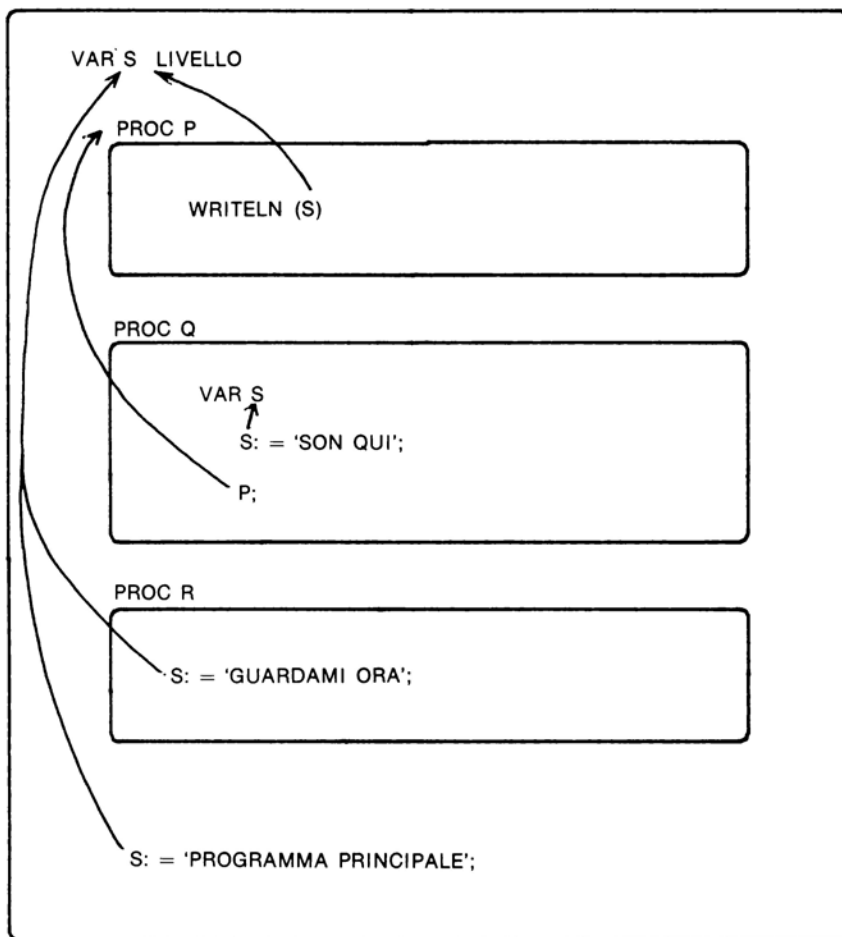 VAR S LIVELLO
PROC P
WRITELN (S)
PROC Q
VAR S
S: = ‘SON QUI’;
P;
PROC R
S: = ‘GUARDAMI ORA’;
S: = ‘PROGRAMMA PRINCIPALE’;